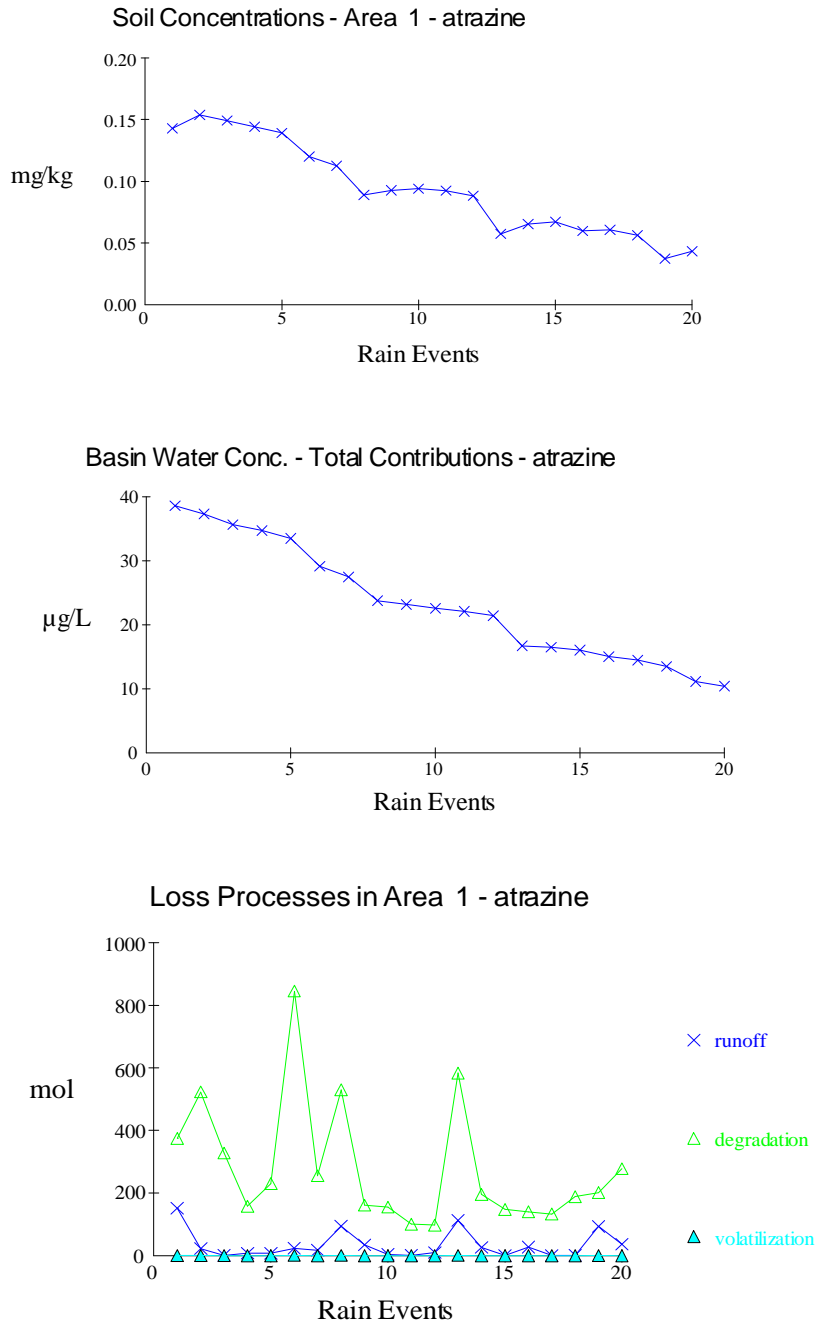 Soil Concentrations - Area 1 - atrazine
0.20
0.15
mg/kg
0.10
0.05
0.00
0 5 10 15 20
Rain Events
Basin Water Conc. - Total Contributions - atrazine
40
30
µg/L
20
10
0
0 5 10 15 20
Rain Events
Loss Processes in Area 1 - atrazine
1000
800
runoff
600
mol
400
degradation
200
0
volatilization
0 5 10 15 20
Rain Events